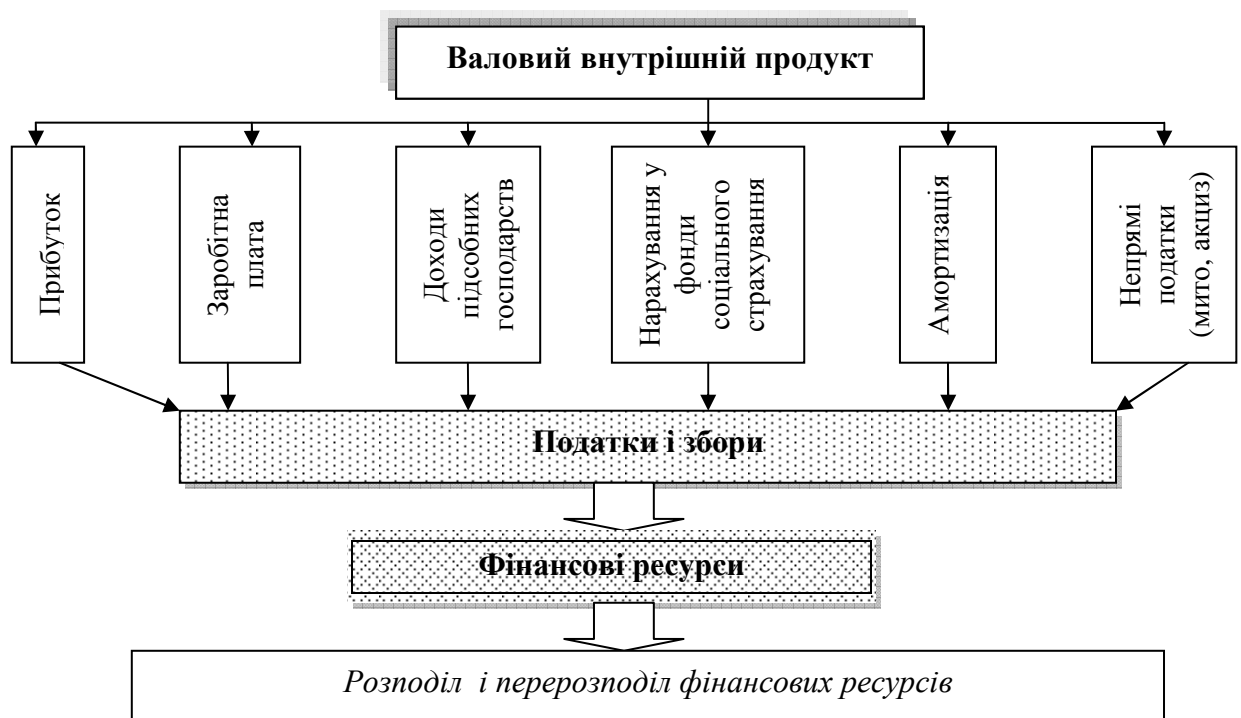 Валовий внутрішній продукт
Прибуток
Заробітна
плата
Доходи
підсобних
господарств
Нарахування у
фонди
соціального
страхування
Амортизація
Непрямі
податки
(мито, акциз)
Податки і збори
Фінансові ресурси
Розподіл і перерозподіл фінансових ресурсів